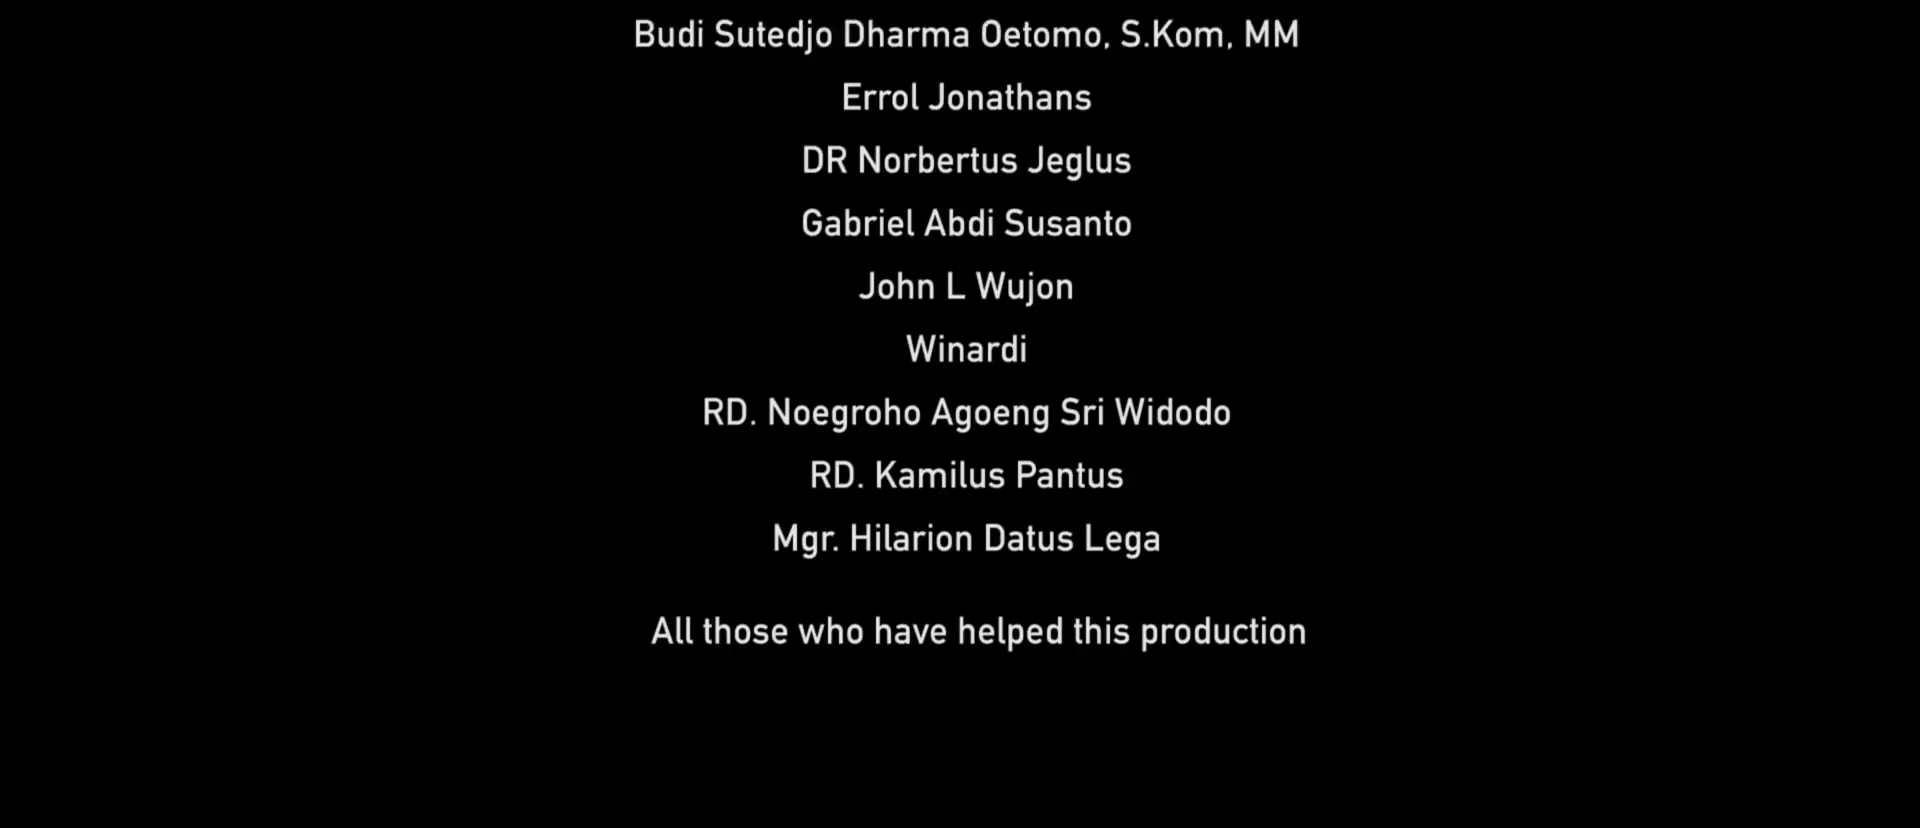 Budi Sutedjo Dharma Oetomo, S.Kom, MM
Errol Jonathans
DR Norbertus Jeglus
Gabriel Abdi Susanto
John L Wujon
Winardi
RD. Noegroho Agoeng Sri Widodo
RD. Kamilus Pantus
Mgr. Hilarion Datus Lega
All those who have helped this production